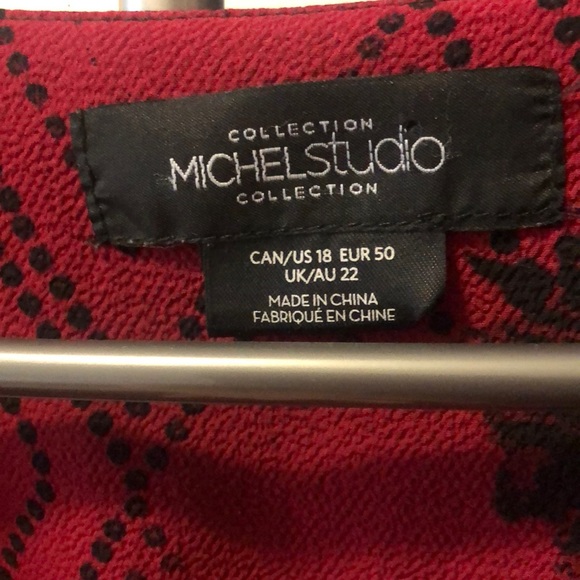 COLLECTION
MICHELStudio
COLLECTION
CAN/US 18 EUR 50
UK/AU 22
MADE IN CHINA
FABRIQUÉ EN CHINE